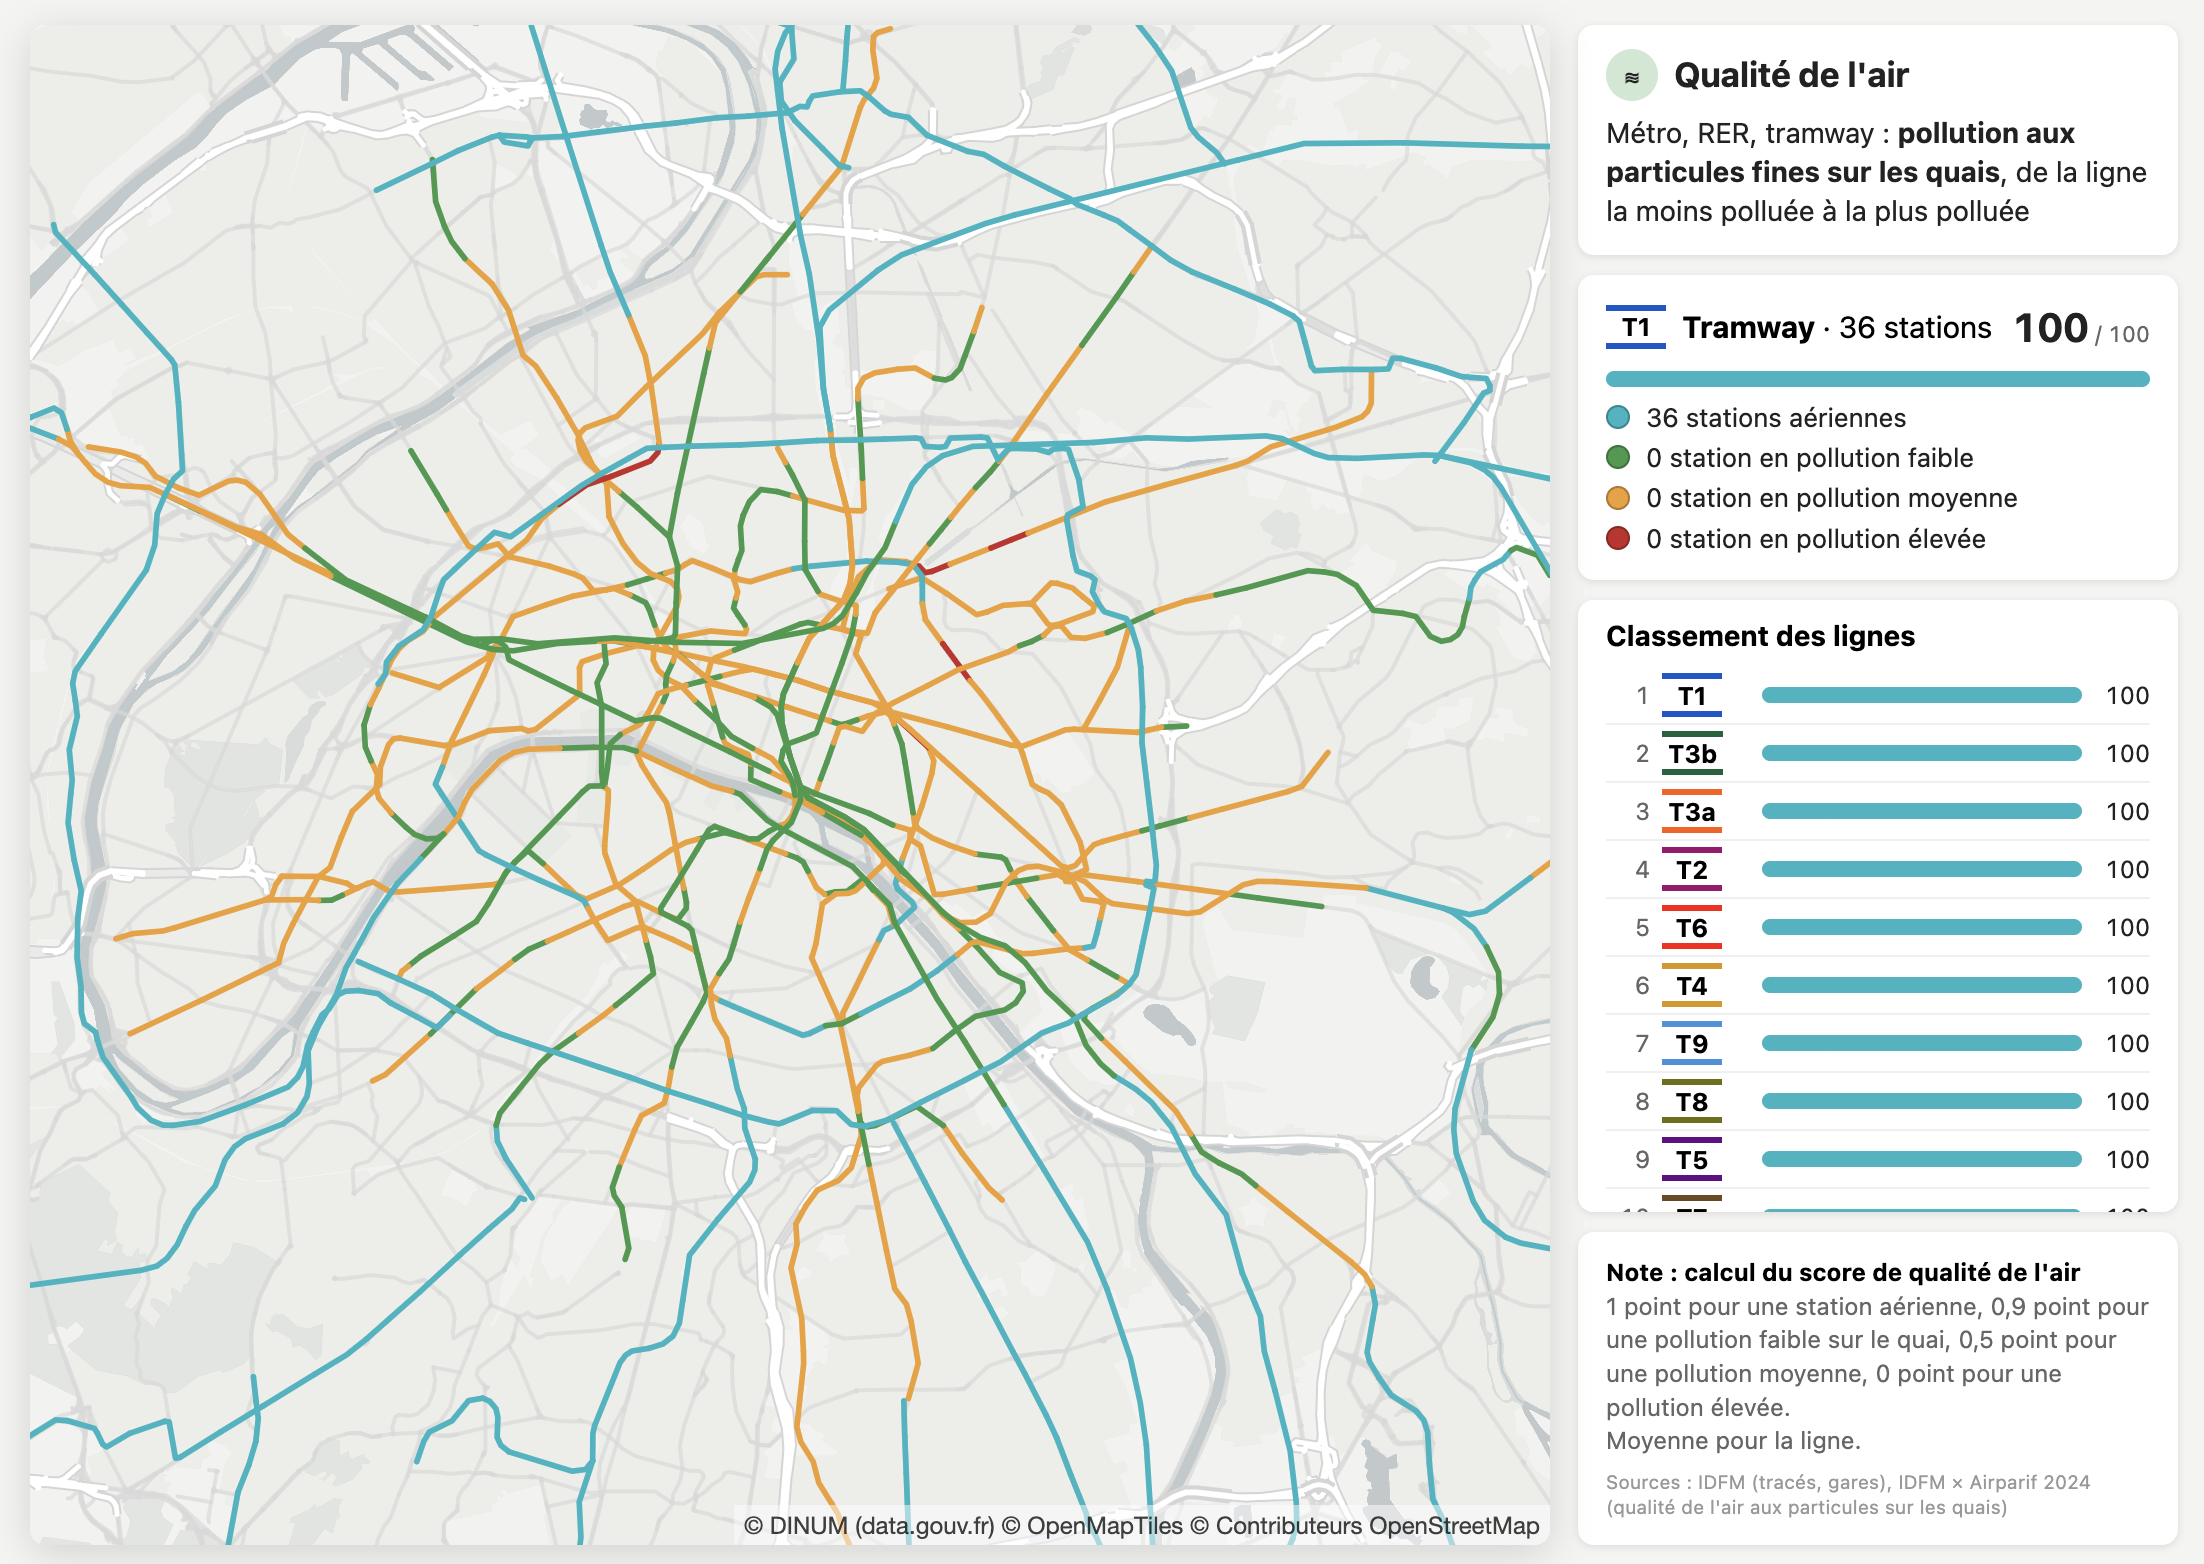 ≋ Qualité de l'air
Métro, RER, tramway : pollution aux
particules fines sur les quais, de la ligne
la moins polluée à la plus polluée
T1 Tramway · 36 stations 100 / 100
36 stations aériennes
0 station en pollution faible
0 station en pollution moyenne
0 station en pollution élevée
Classement des lignes
1 T1 100
2 T3b 100
3 T3a 100
4 T2 100
5 T6 100
6 T4 100
7 T9 100
8 T8 100
9 T5 100
Note : calcul du score de qualité de l'air
1 point pour une station aérienne, 0,9 point pour
une pollution faible sur le quai, 0,5 point pour
une pollution moyenne, 0 point pour une
pollution élevée.
Moyenne pour la ligne.
Sources : IDFM (tracés, gares), IDFM × Airparif 2024
(qualité de l'air aux particules sur les quais)
© DINUM (data.gouv.fr) © OpenMapTiles © Contributeurs OpenStreetMap